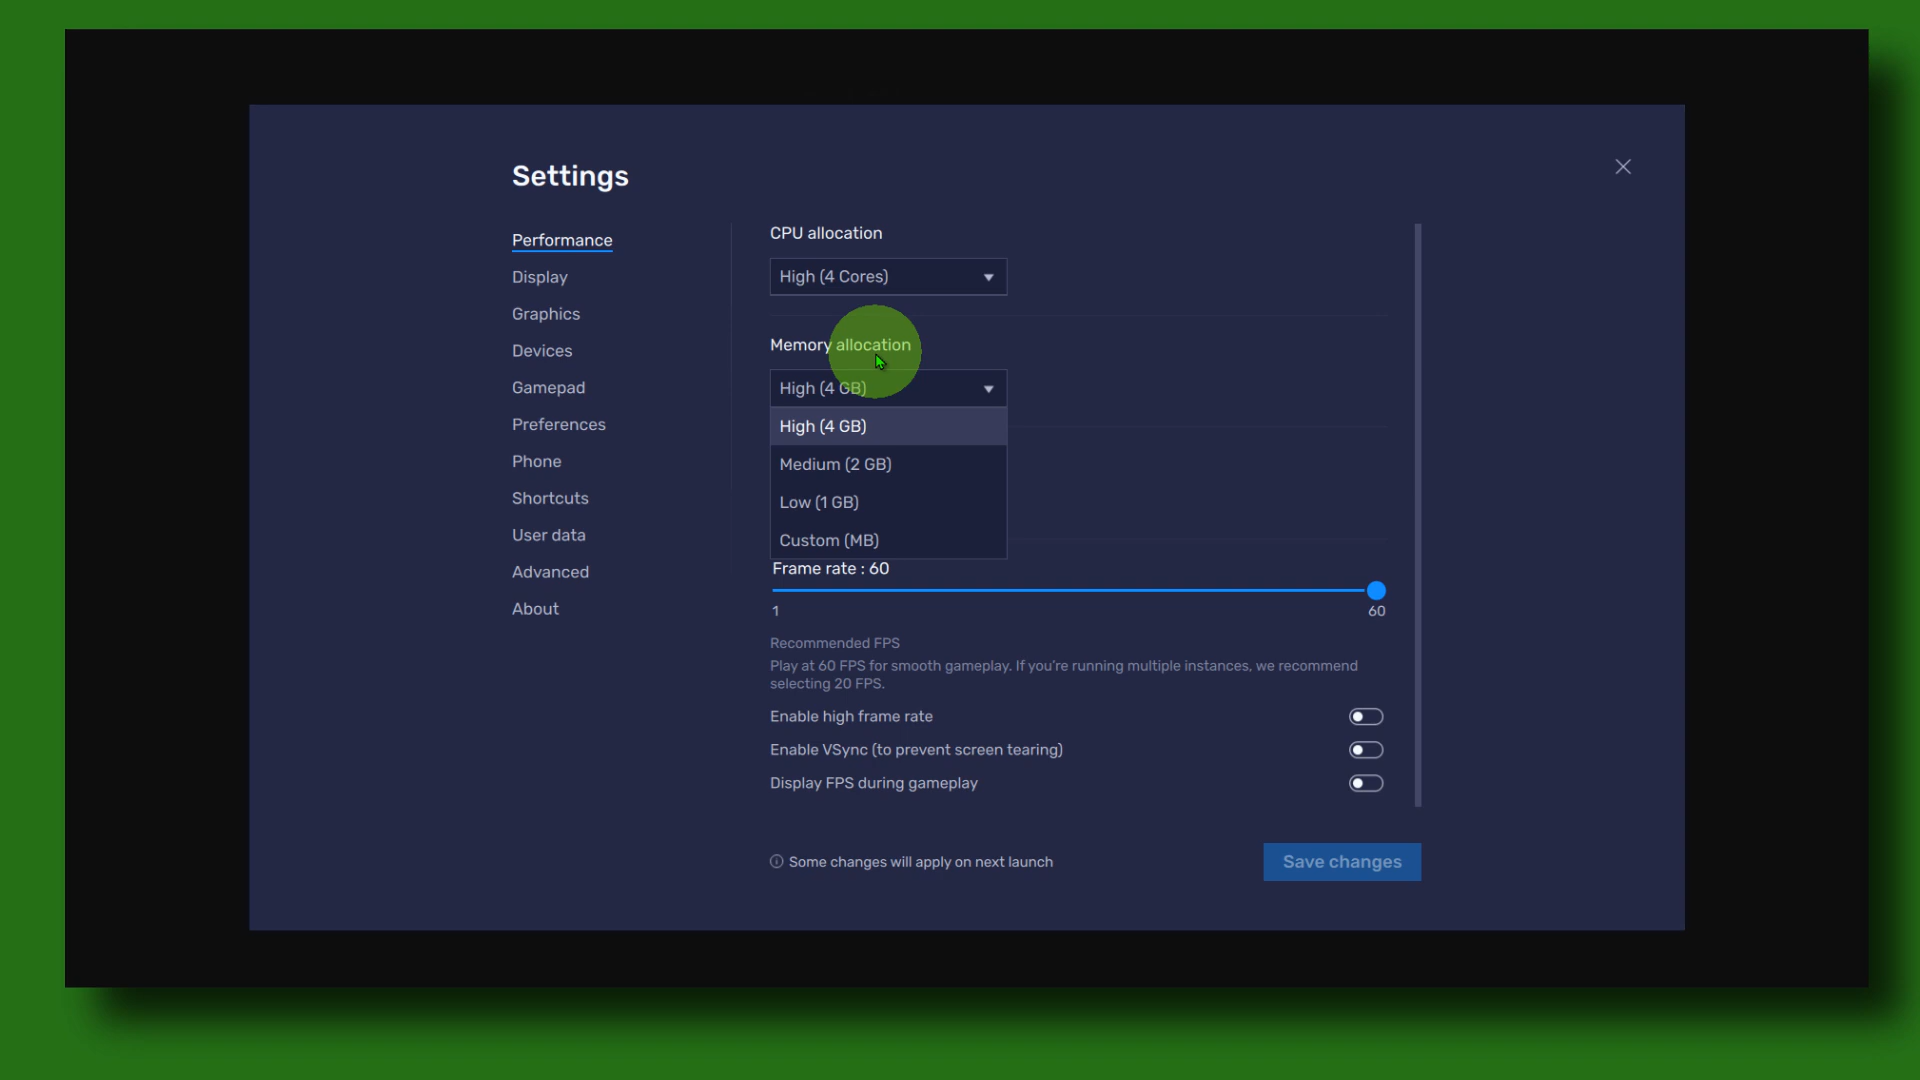 Settings
Performance
Display
Graphics
Devices
Gamepad
Preferences
Phone
Shortcuts
User data
Advanced
About
CPU allocation
High (4 Cores)
Memory allocation
High (4 GB)
High (4 GB)
Medium (2 GB)
Low (1 GB)
Custom (MB)
Frame rate : 60
1
60
Recommended FPS
Play at 60 FPS for smooth gameplay. If you're running multiple instances, we recommend
selecting 20 FPS.
Enable high frame rate
Enable VSync (to prevent screen tearing)
Display FPS during gameplay
Some changes will apply on next launch
Save changes